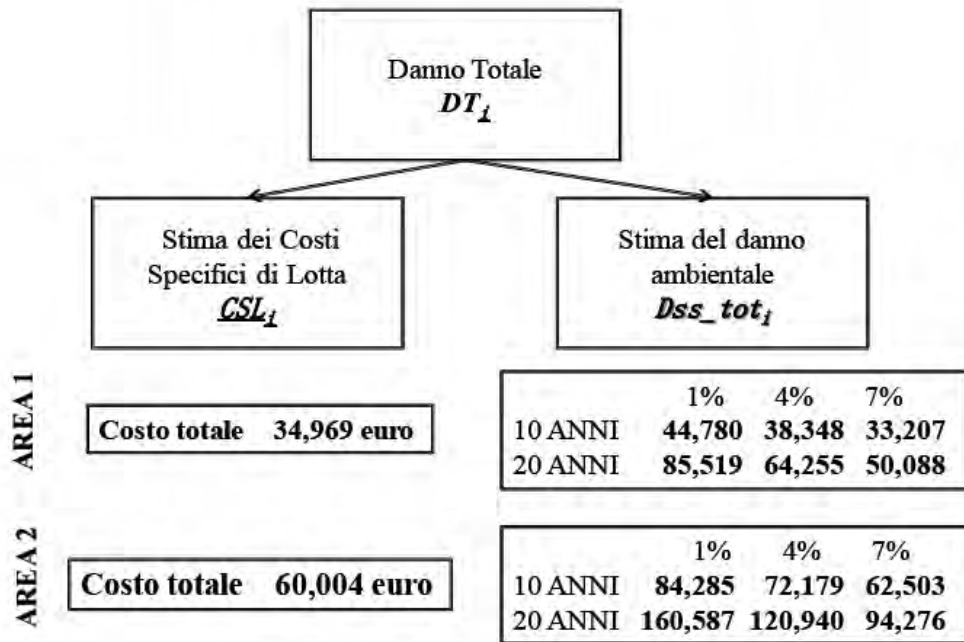 Danno Totale
DT_i
Stima dei Costi
Specifici di Lotta
CSL_i
Stima del danno
ambientale
Dss_tot_i
AREA 1
Costo totale 34,969 euro
1% 4% 7%
10 ANNI 44,780 38,348 33,207
20 ANNI 85,519 64,255 50,088
AREA 2
Costo totale 60,004 euro
1% 4% 7%
10 ANNI 84,285 72,179 62,503
20 ANNI 160,587 120,940 94,276